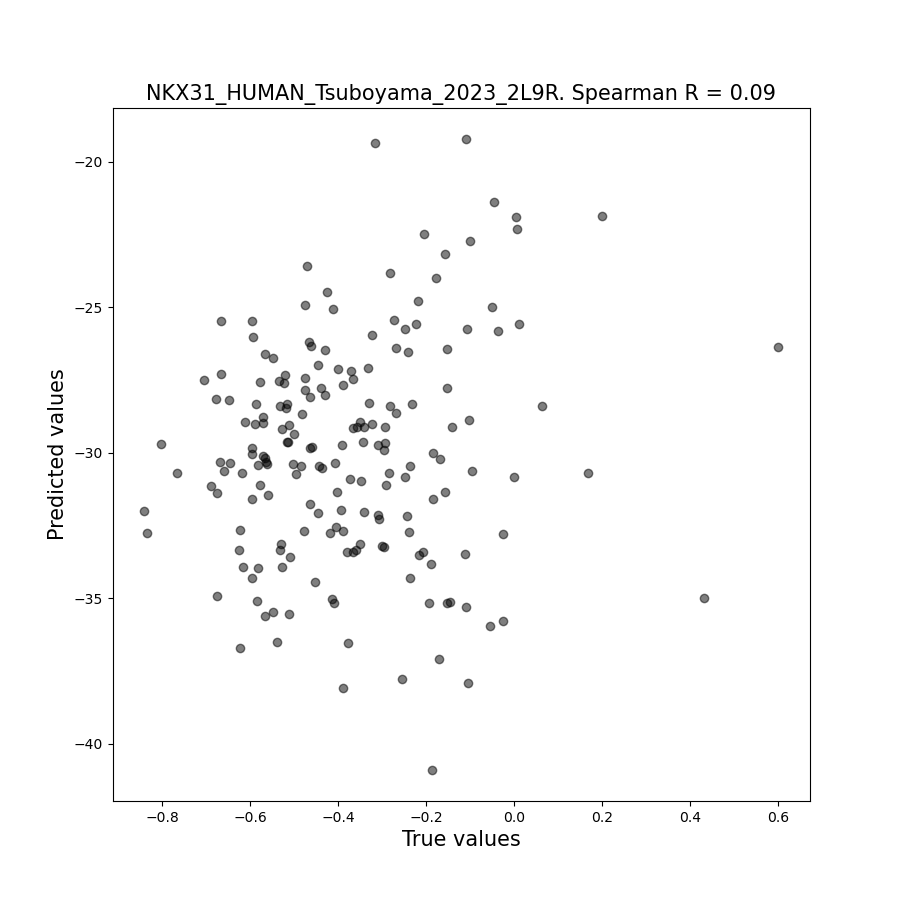 NKX31_HUMAN_Tsuboyama_2023_2L9R. Spearman R = 0.09
Predicted values
−20
−25
−30
−35
−40
−0.8 −0.6 −0.4 −0.2 0.0 0.2 0.4 0.6
True values